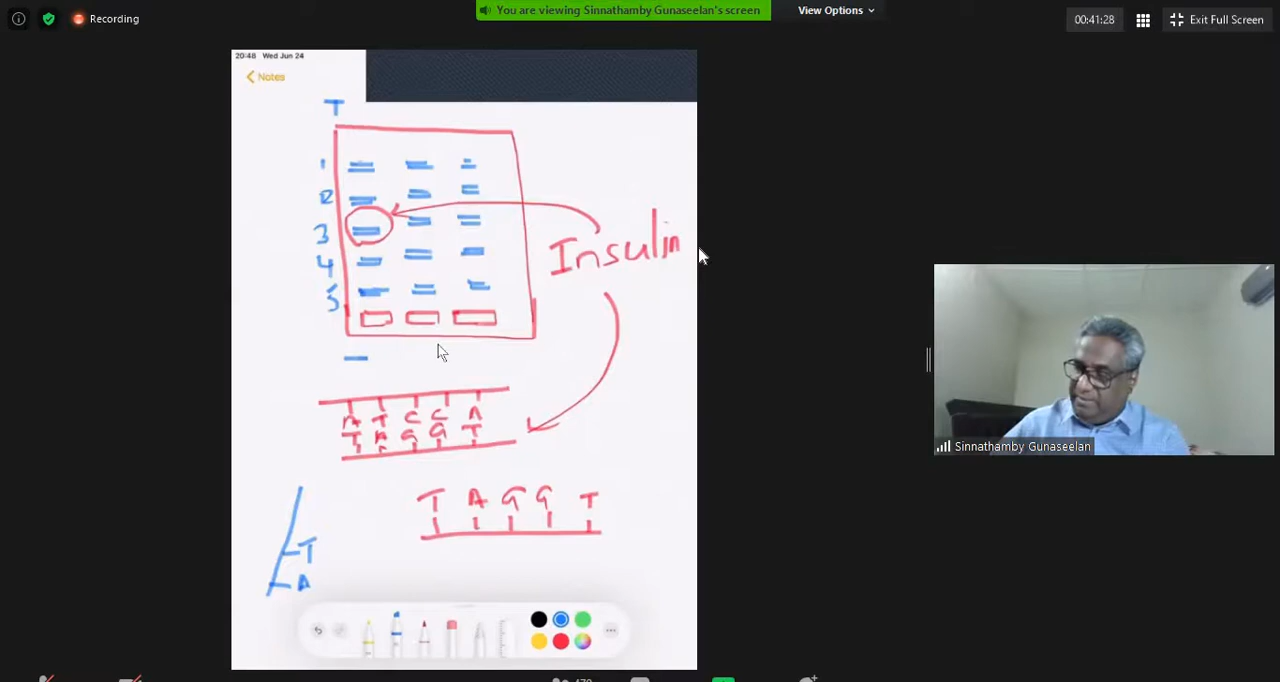 Recording
You are viewing Sinnathamby Gunaseelan's screen
View Options
00:41:28
Exit Full Screen
20:48 Wed Jun 24
Notes
T
1
2
3
4
5
Insulin
A T C C A
T A G G T
T A G G T
T
A
Sinnathamby Gunaseelan